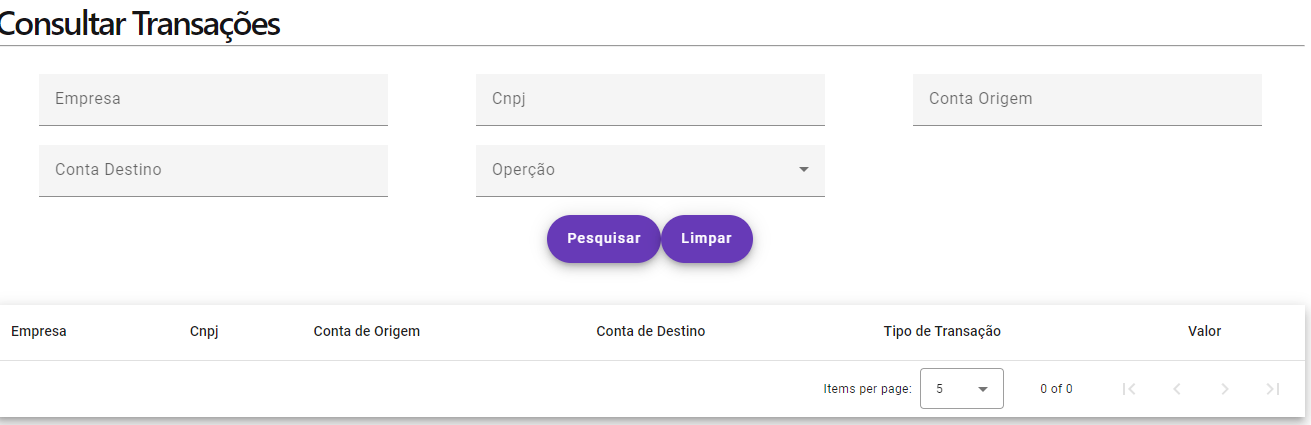 Consultar Transações
Empresa Cnpj Conta Origem
Conta Destino Operção
Pesquisar Limpar
Empresa Cnpj Conta de Origem Conta de Destino Tipo de Transação Valor
Items per page: 5 0 of 0